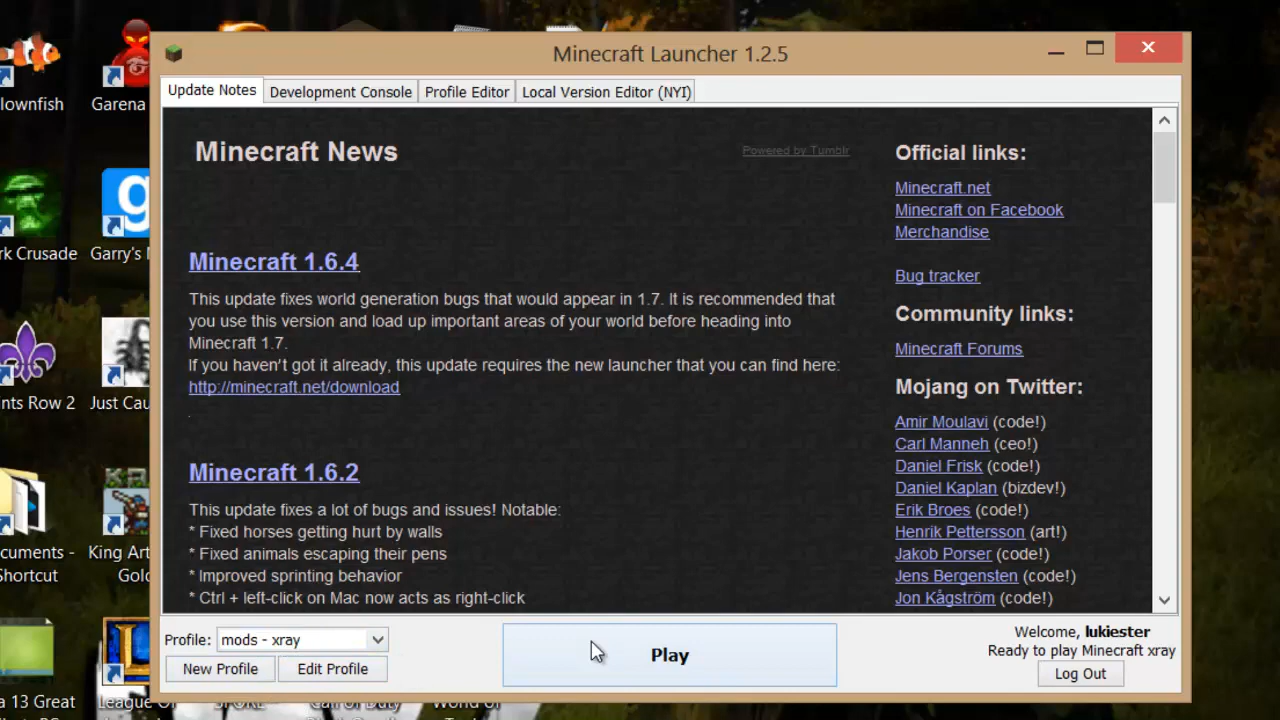 Minecraft Launcher 1.2.5
Update Notes
Development Console
Profile Editor
Local Version Editor (NYI)
Minecraft News
Powered by Tumblr
Minecraft 1.6.4
This update fixes world generation bugs that would appear in 1.7. It is recommended that
you use this version and load up important areas of your world before heading into
Minecraft 1.7.
If you haven't got it already, this update requires the new launcher that you can find here:
http://minecraft.net/download
.
Minecraft 1.6.2
This update fixes a lot of bugs and issues! Notable:
* Fixed horses getting hurt by walls
* Fixed animals escaping their pens
* Improved sprinting behavior
* Ctrl + left-click on Mac now acts as right-click
Official links:
Minecraft.net
Minecraft on Facebook
Merchandise
Bug tracker
Community links:
Minecraft Forums
Mojang on Twitter:
Amir Moulavi (code!)
Carl Manneh (ceo!)
Daniel Frisk (code!)
Daniel Kaplan (bizdev!)
Erik Broes (code!)
Henrik Pettersson (art!)
Jakob Porser (code!)
Jens Bergensten (code!)
Jon Kågström (code!)
Profile: mods - xray
New Profile
Edit Profile
Play
Welcome, lukiester
Ready to play Minecraft xray
Log Out
lownfish
Garena
rk Crusade
Garry's
ints Row 2
Just Cau
cuments -
Shortcut
King Art
Gol
a 13 Great
League O